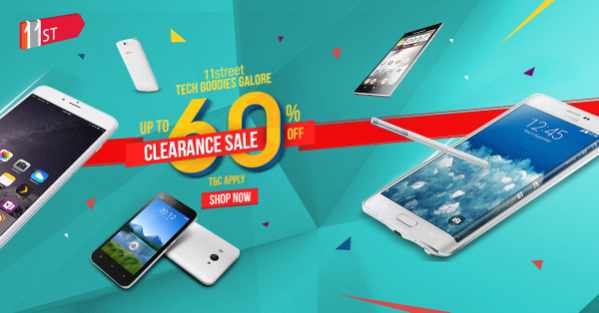 11ST
11street
TECH GOODIES GALORE
UP TO
60% OFF
CLEARANCE SALE
T&C APPLY
SHOP NOW
12:45